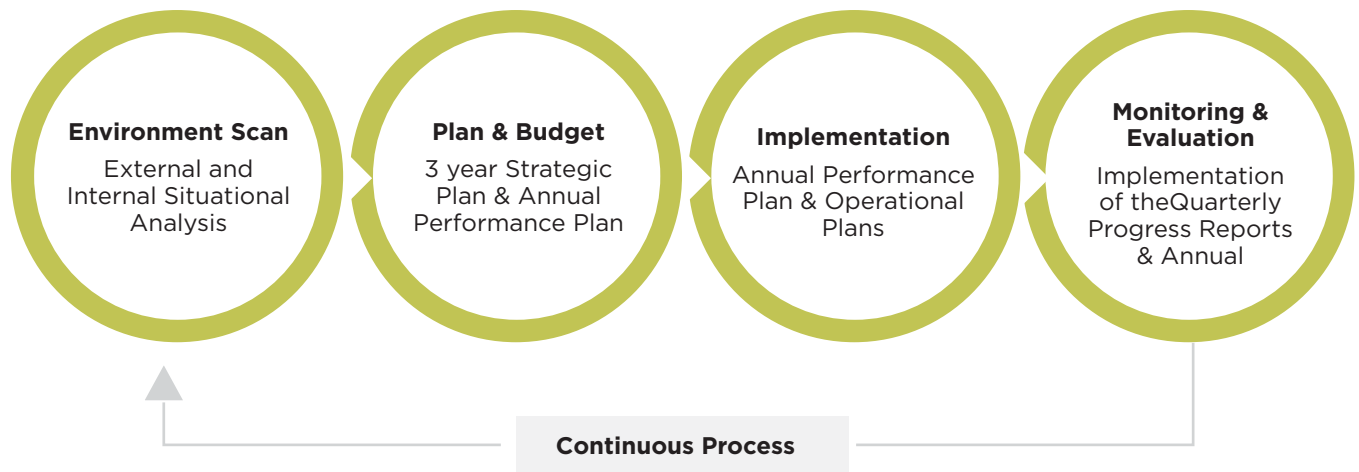 Environment Scan
External and
Internal Situational
Analysis
Plan & Budget
3 year Strategic
Plan & Annual
Performance Plan
Implementation
Annual Performance
Plan & Operational
Plans
Monitoring &
Evaluation
Implementation
of theQuarterly
Progress Reports
& Annual
Continuous Process